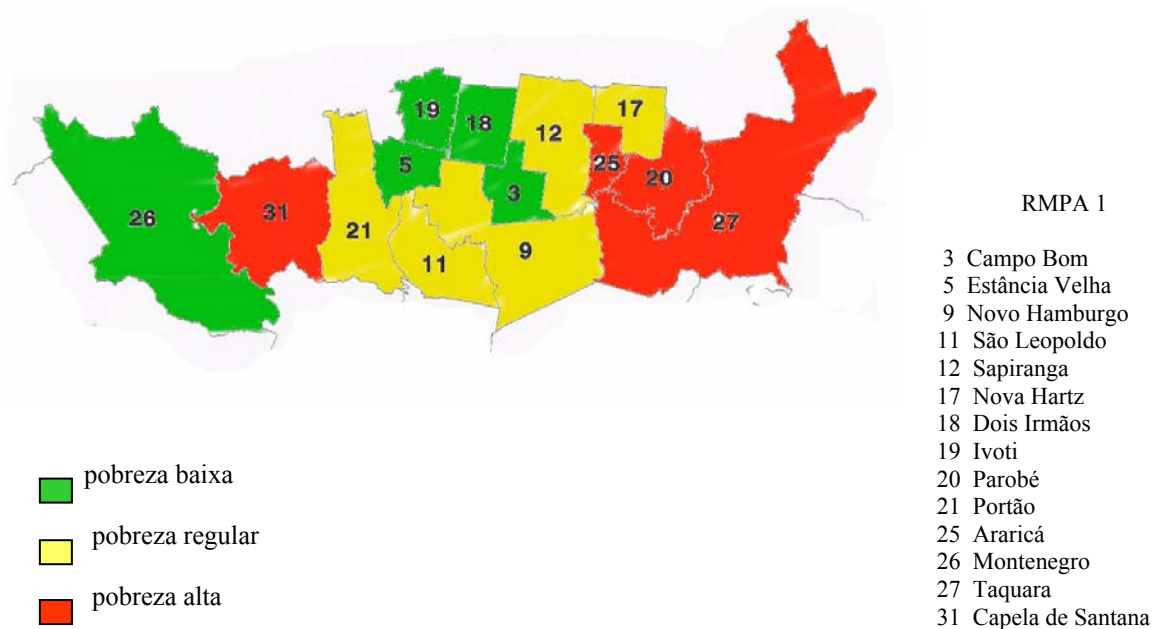 19
18
12
17
5
25
20
3
26
31
21
27
9
11
RMPA 1
3 Campo Bom
5 Estância Velha
9 Novo Hamburgo
11 São Leopoldo
12 Sapiranga
17 Nova Hartz
18 Dois Irmãos
19 Ivoti
20 Parobé
21 Portão
25 Araricá
26 Montenegro
27 Taquara
31 Capela de Santana
pobreza baixa
pobreza regular
pobreza alta